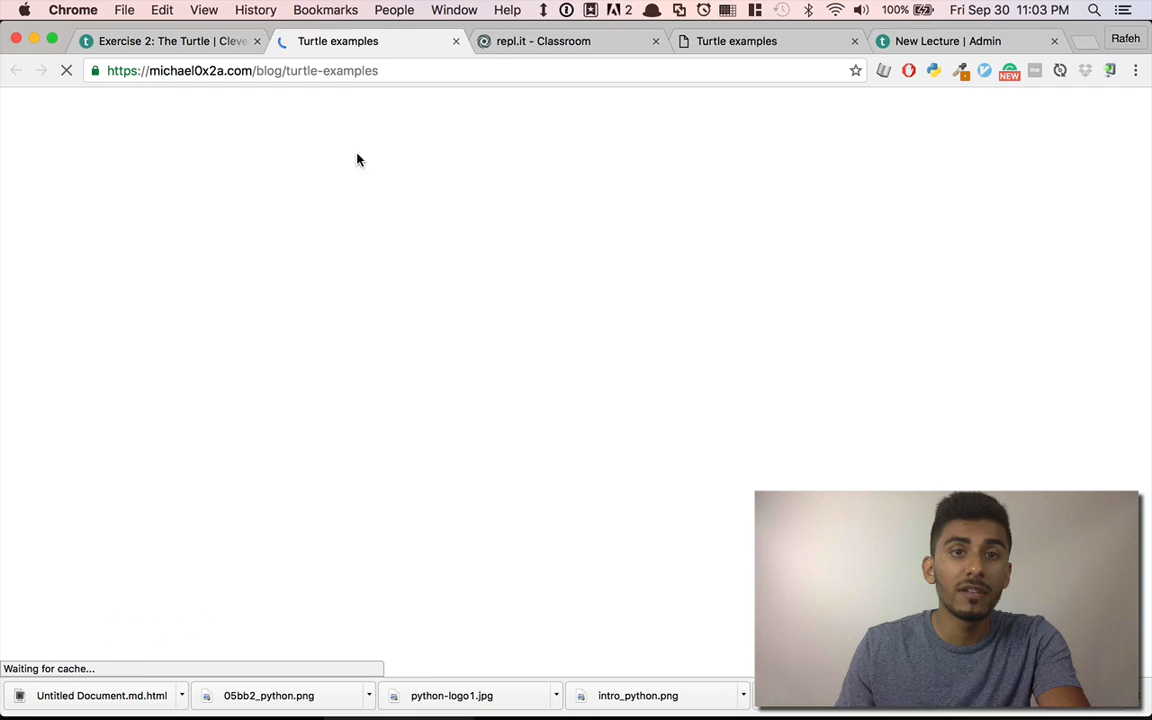 Chrome File Edit View History Bookmarks People Window Help 2 100% Fri Sep 30 11:03 PM
Exercise 2: The Turtle | Cleve Turtle examples repl.it - Classroom Turtle examples New Lecture | Admin Rafeh
https://michael0x2a.com/blog/turtle-examples NEW
Waiting for cache...
Untitled Document.md.html 05bb2_python.png python-logo1.jpg intro_python.png